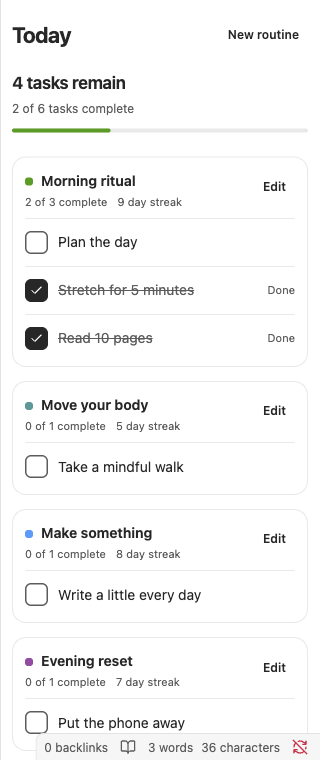 Today
New routine
4 tasks remain
2 of 6 tasks complete
Morning ritual
Edit
2 of 3 complete 9 day streak
Plan the day
Stretch for 5 minutes
Done
Read 10 pages
Done
Move your body
Edit
0 of 1 complete 5 day streak
Take a mindful walk
Make something
Edit
0 of 1 complete 8 day streak
Write a little every day
Evening reset
Edit
0 of 1 complete 7 day streak
Put the phone away
0 backlinks 3 words 36 characters